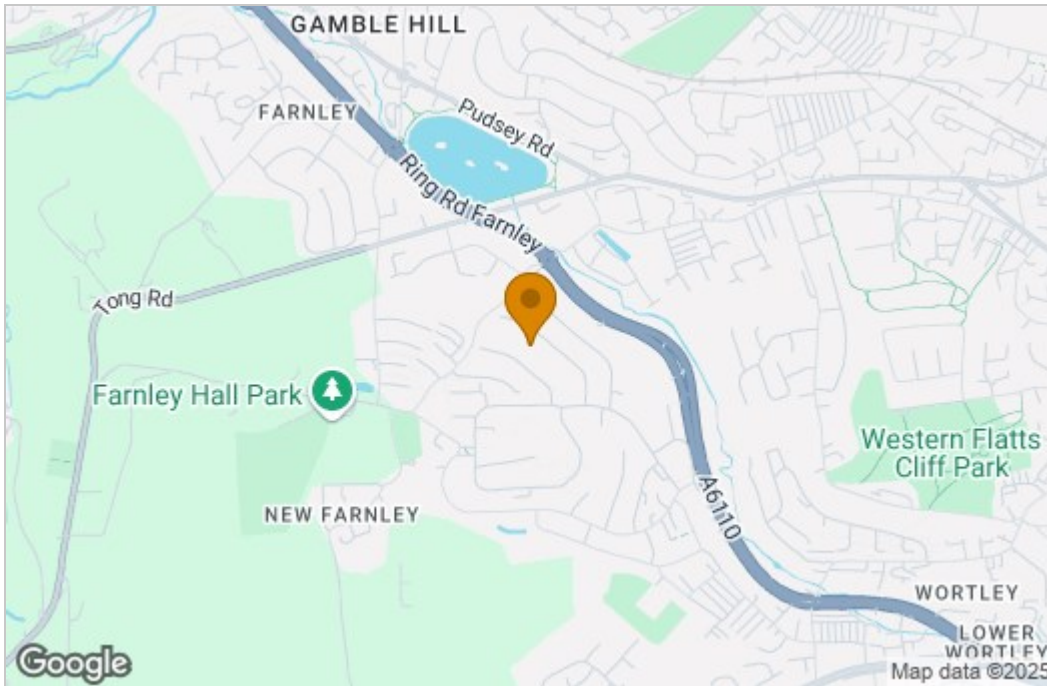 GAMBLE HILL
FARNLEY
Pudsey Rd
Ring Rd Farnley
Tong Rd
Farnley Hall Park
Western Flatts
Cliff Park
NEW FARNLEY
A6110
WORTLEY
LOWER
WORTLEY
Google
Map data ©2025